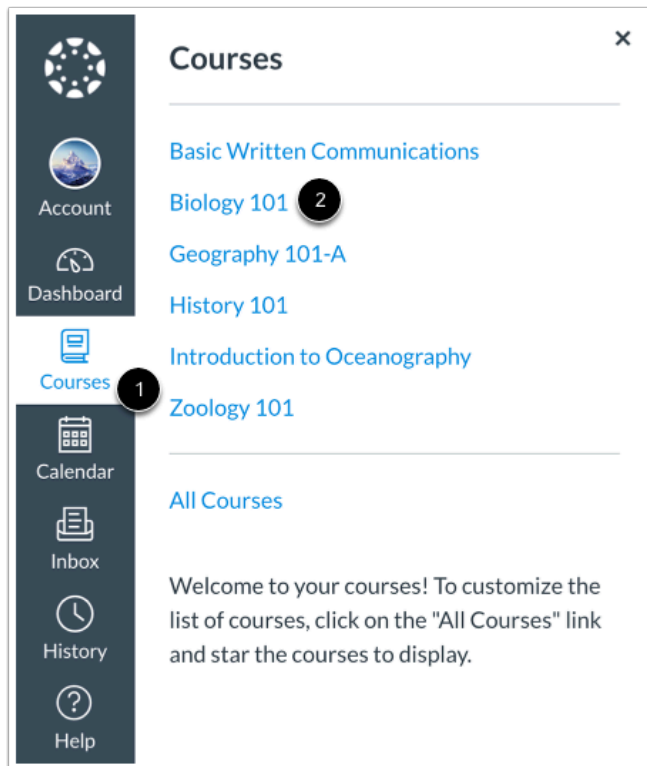 Account
Dashboard
Courses 1
Calendar
Inbox
History
Help
Courses ×
Basic Written Communications
Biology 101 2
Geography 101-A
History 101
Introduction to Oceanography
Zoology 101
All Courses
Welcome to your courses! To customize the
list of courses, click on the "All Courses" link
and star the courses to display.